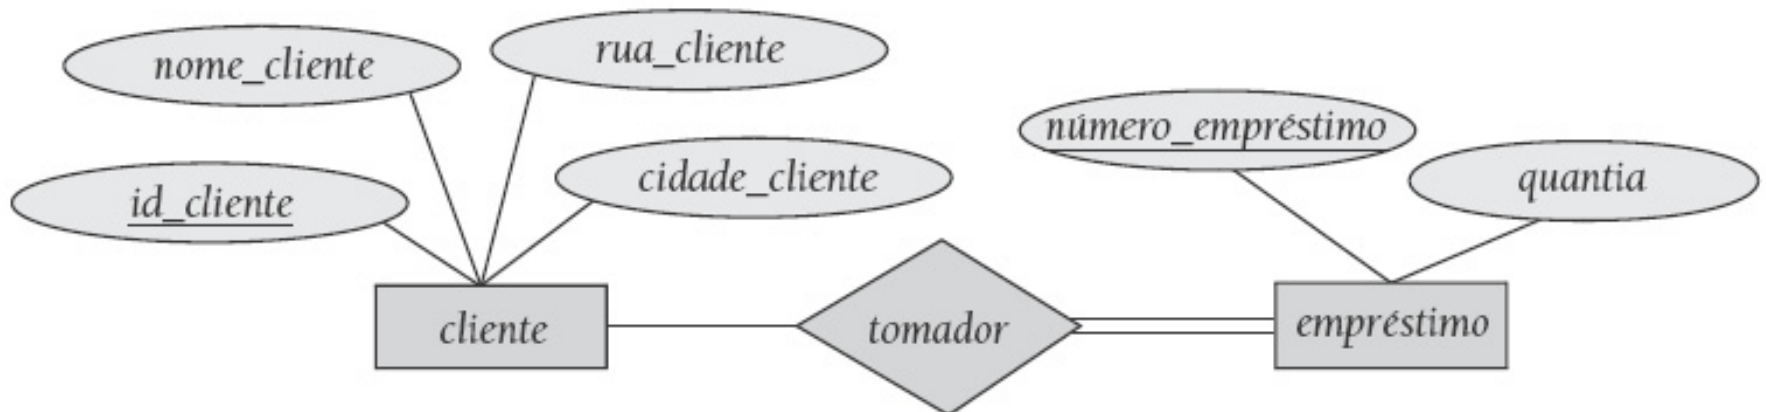 nome_cliente
rua_cliente
número_empréstimo
id_cliente
cidade_cliente
quantia
cliente
tomador
empréstimo